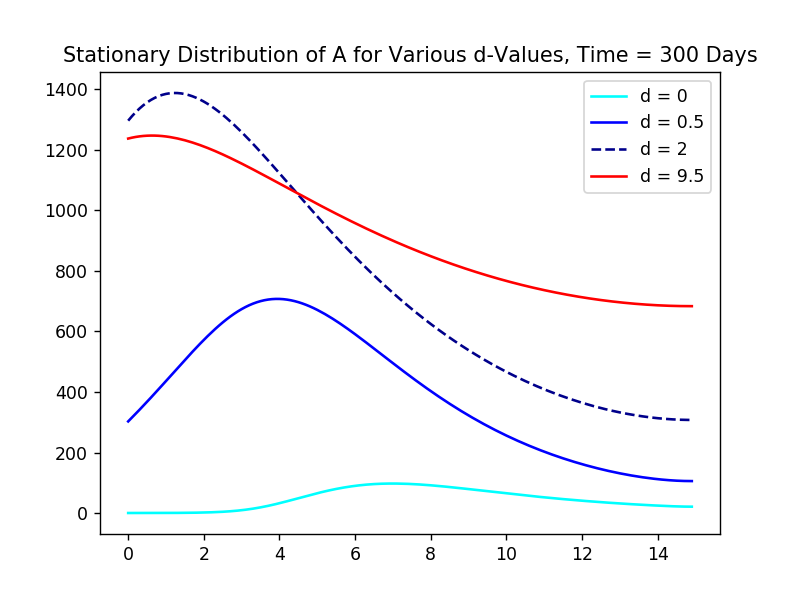 Stationary Distribution of A for Various d-Values, Time = 300 Days
1400
1200
1000
800
600
400
200
0
0 2 4 6 8 10 12 14
d = 0
d = 0.5
d = 2
d = 9.5